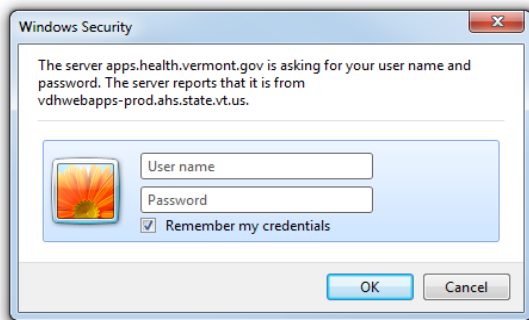 Windows Security
The server apps.health.vermont.gov is asking for your user name and
password. The server reports that it is from
vdhwebapps-prod.ahs.state.vt.us.
User name
Password
Remember my credentials
OK
Cancel